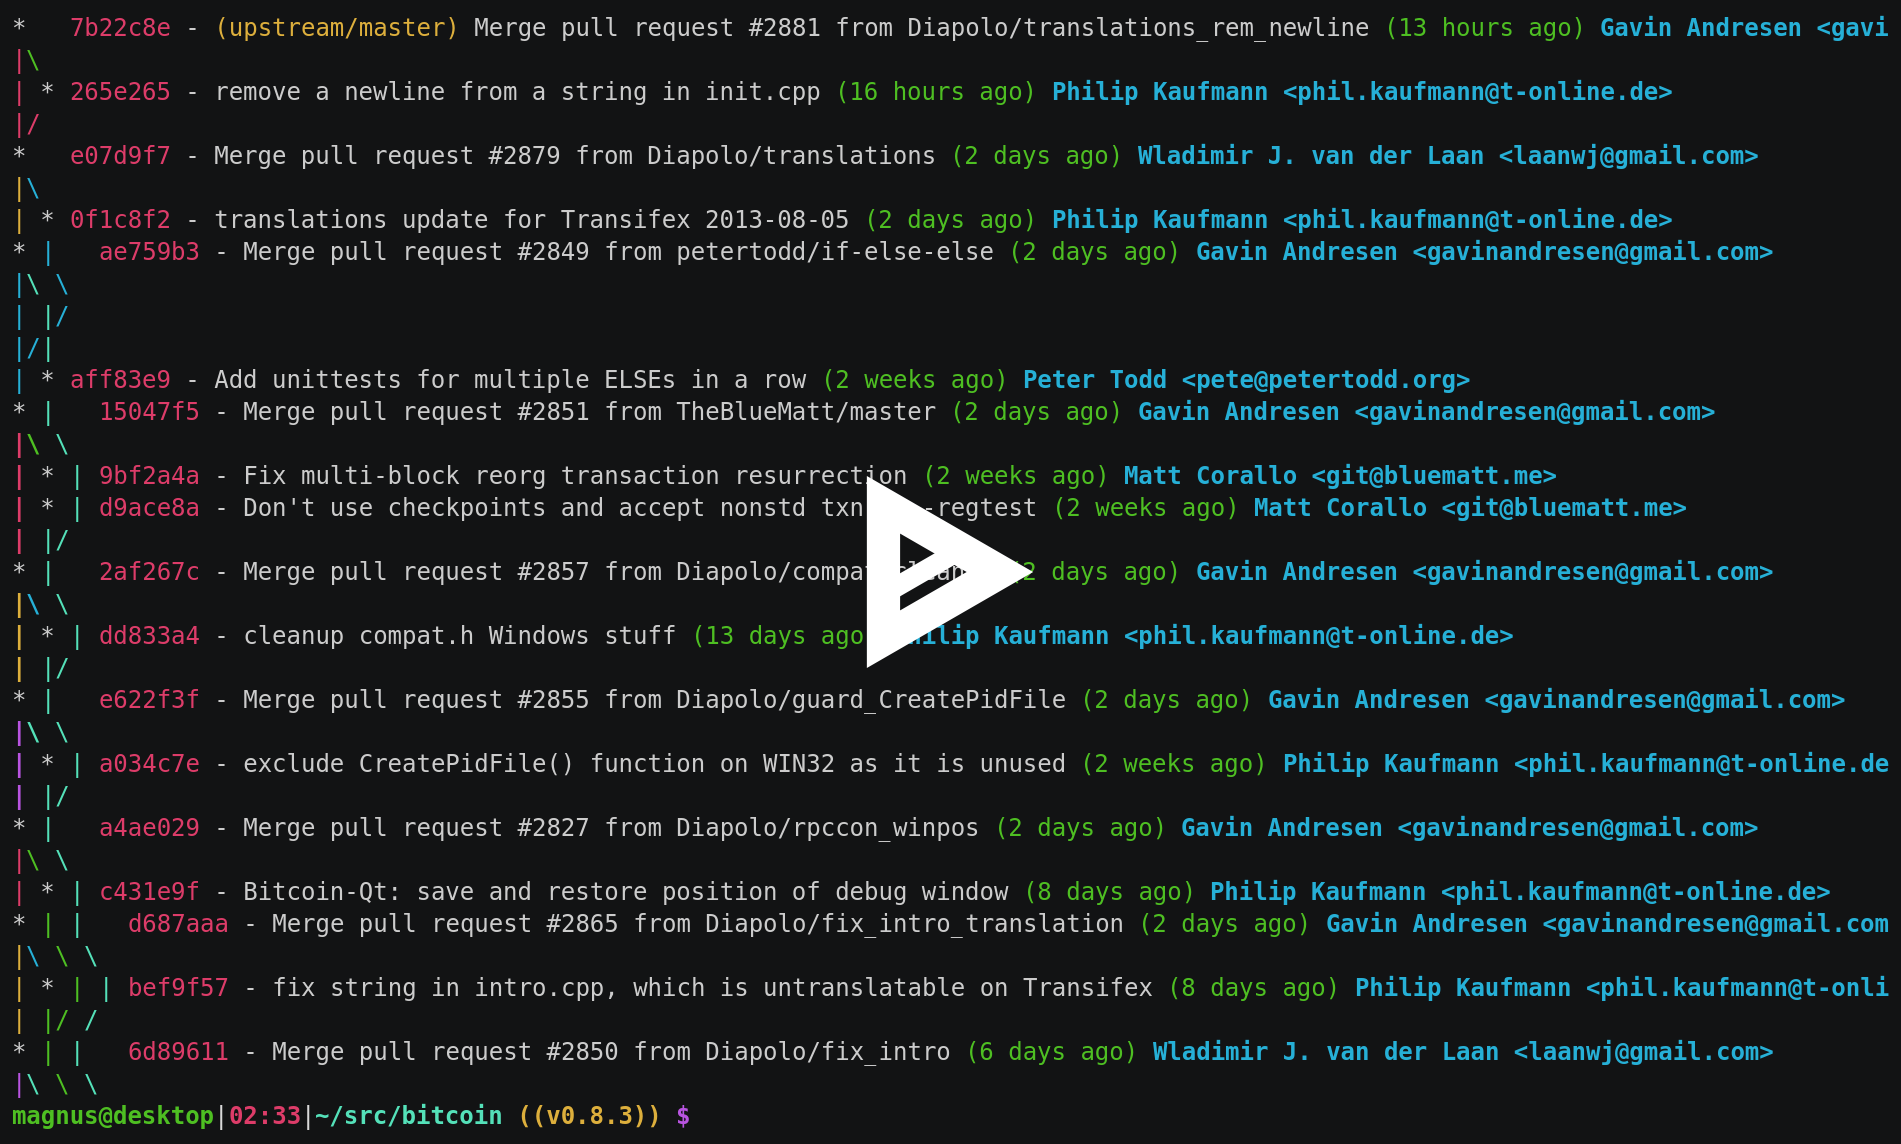 *   7b22c8e - (upstream/master) Merge pull request #2881 from Diapolo/translations_rem_newline (13 hours ago) Gavin Andresen <gavi
|\
| * 265e265 - remove a newline from a string in init.cpp (16 hours ago) Philip Kaufmann <phil.kaufmann@t-online.de>
|/
*   e07d9f7 - Merge pull request #2879 from Diapolo/translations (2 days ago) Wladimir J. van der Laan <laanwj@gmail.com>
|\
| * 0f1c8f2 - translations update for Transifex 2013-08-05 (2 days ago) Philip Kaufmann <phil.kaufmann@t-online.de>
* |   ae759b3 - Merge pull request #2849 from petertodd/if-else-else (2 days ago) Gavin Andresen <gavinandresen@gmail.com>
|\ \
| |/
|/|
| * aff83e9 - Add unittests for multiple ELSEs in a row (2 weeks ago) Peter Todd <pete@petertodd.org>
* |   15047f5 - Merge pull request #2851 from TheBlueMatt/master (2 days ago) Gavin Andresen <gavinandresen@gmail.com>
|\ \
| * | 9bf2a4a - Fix multi-block reorg transaction resurrection (2 weeks ago) Matt Corallo <git@bluematt.me>
| * | d9ace8a - Don't use checkpoints and accept nonstd txn -regtest (2 weeks ago) Matt Corallo <git@bluematt.me>
| |/
* |   2af267c - Merge pull request #2857 from (2 days ago) Gavin Andresen <gavinandresen@gmail.com>
|\ \
| * | dd833a4 - cleanup compat.h Windows stuff (13 days ago Philip Kaufmann <phil.kaufmann@t-online.de>
| |/
* |   e622f3f - Merge pull request #2855 from Diapolo/guard_CreatePidFile (2 days ago) Gavin Andresen <gavinandresen@gmail.com>
|\ \
| * | a034c7e - exclude CreatePidFile() function on WIN32 as it is unused (2 weeks ago) Philip Kaufmann <phil.kaufmann@t-online.de
| |/
* |   a4ae029 - Merge pull request #2827 from Diapolo/rpccon_winpos (2 days ago) Gavin Andresen <gavinandresen@gmail.com>
|\ \
| * | c431e9f - Bitcoin-Qt: save and restore position of debug window (8 days ago) Philip Kaufmann <phil.kaufmann@t-online.de>
* | |   d687aaa - Merge pull request #2865 from Diapolo/fix_intro_translation (2 days ago) Gavin Andresen <gavinandresen@gmail.com
|\ \ \
| * | | bef9f57 - fix string in intro.cpp, which is untranslatable on Transifex (8 days ago) Philip Kaufmann <phil.kaufmann@t-onli
| |/ /
* | |   6d89611 - Merge pull request #2850 from Diapolo/fix_intro (6 days ago) Wladimir J. van der Laan <laanwj@gmail.com>
|\ \ \
magnus@desktop|02:33|~/src/bitcoin ((v0.8.3)) $